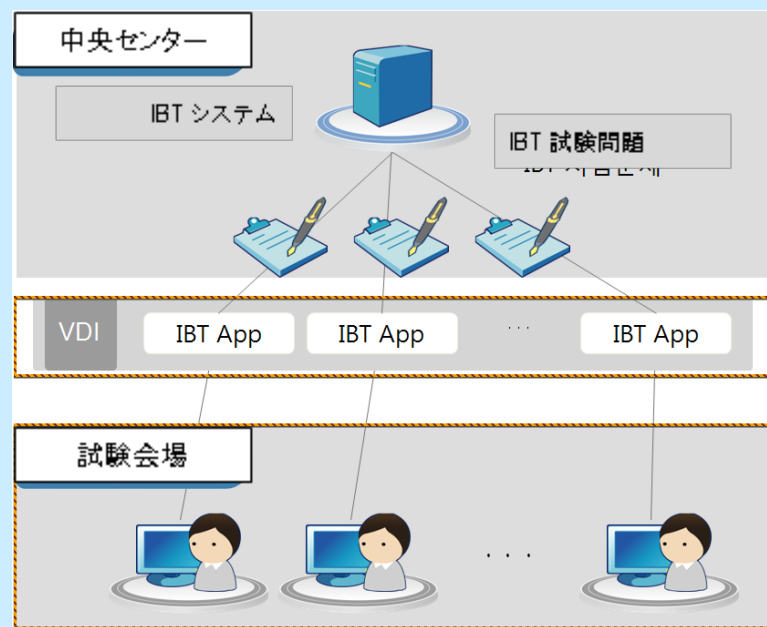 中央センター
IBT システム
IBT 試験問題
VDI
IBT App
IBT App
. . .
IBT App
試験会場
. . .